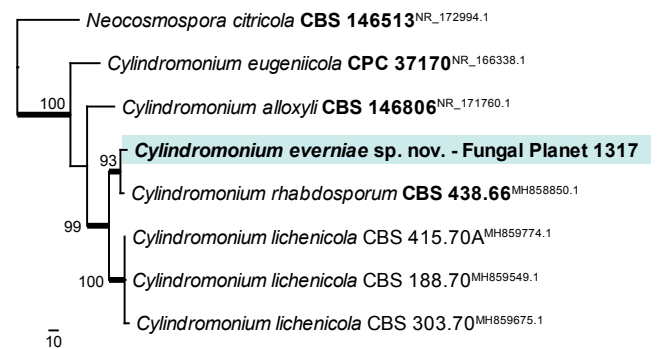 Neocosmospora citricola CBS 146513NR_172994.1
Cylindromonium eugeniicola CPC 37170NR_166338.1
100
Cylindromonium alloxyli CBS 146806NR_171760.1
Cylindromonium everniae sp. nov. - Fungal Planet 1317
93
Cylindromonium rhabdosporum CBS 438.66MH858850.1
99
Cylindromonium lichenicola CBS 415.70AMH859774.1
Cylindromonium lichenicola CBS 188.70MH859549.1
100
Cylindromonium lichenicola CBS 303.70MH859675.1
10